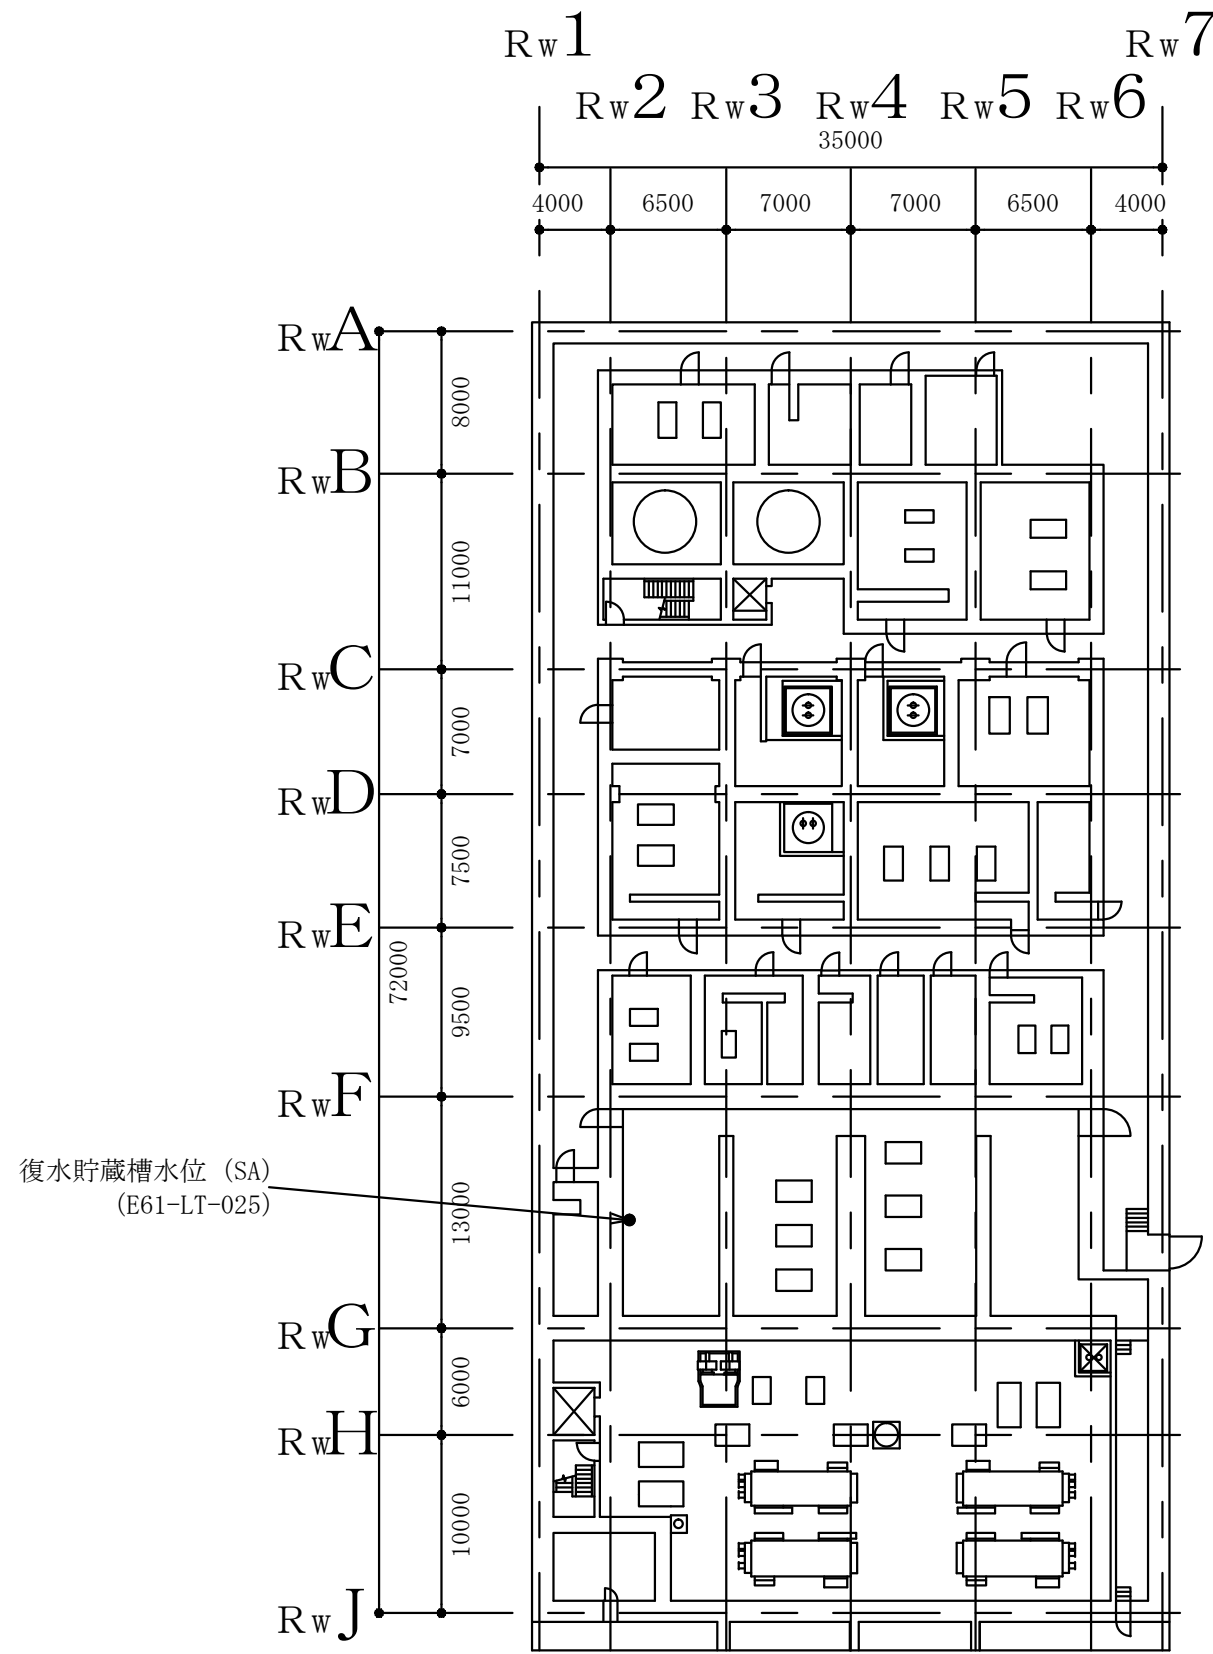 Rw1
Rw7
Rw2 Rw3 Rw4 Rw5 Rw6
35000
4000 6500 7000 7000 6500 4000
RwA
8000
RwB
11000
RwC
7000
RwD
7500
RwE
72000
9500
RwF
復水貯蔵槽水位 (SA)
(E61-LT-025)
13000
RwG
6000
RwH
10000
RwJ